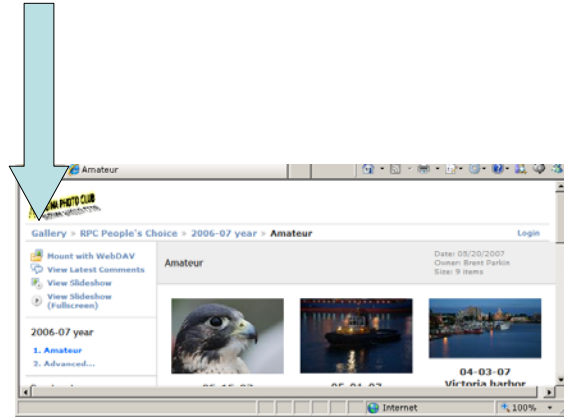 Amateur
PHOTO CLUB
Gallery » RPC People's Choice » 2006-07 year » Amateur
Login
Mount with WebDAV
View Latest Comments
View Slideshow
View Slideshow
(Fullscreen)
2006-07 year
1. Amateur
2. Advanced...
Amateur
Date: 05/20/2007
Owner: Brent Parkin
Size: 9 items
04-03-07
Victoria harbor
Internet
100%